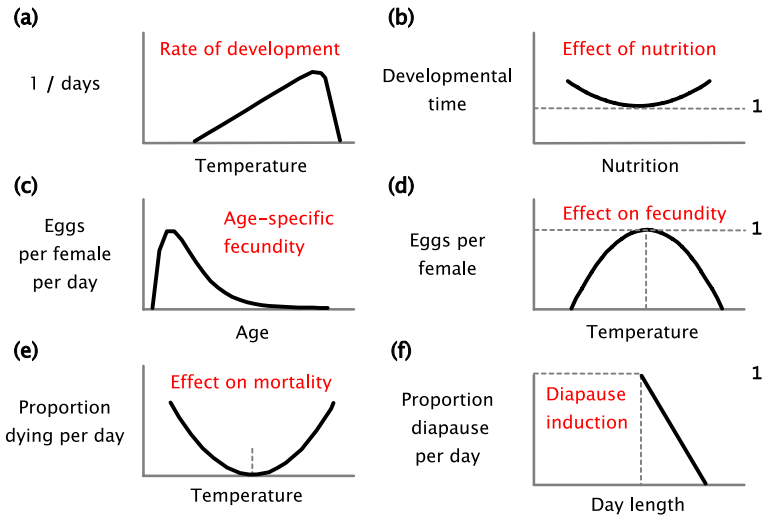 (a)
Rate of development
1 / days
Temperature
(b)
Effect of nutrition
Developmental
time
1
Nutrition
(c)
Age-specific
fecundity
Eggs
per female
per day
Age
(d)
Effect on fecundity
1
Eggs per
female
Temperature
(e)
Effect on mortality
Proportion
dying per day
Temperature
(f)
1
Diapause
induction
Proportion
diapause
per day
Day length